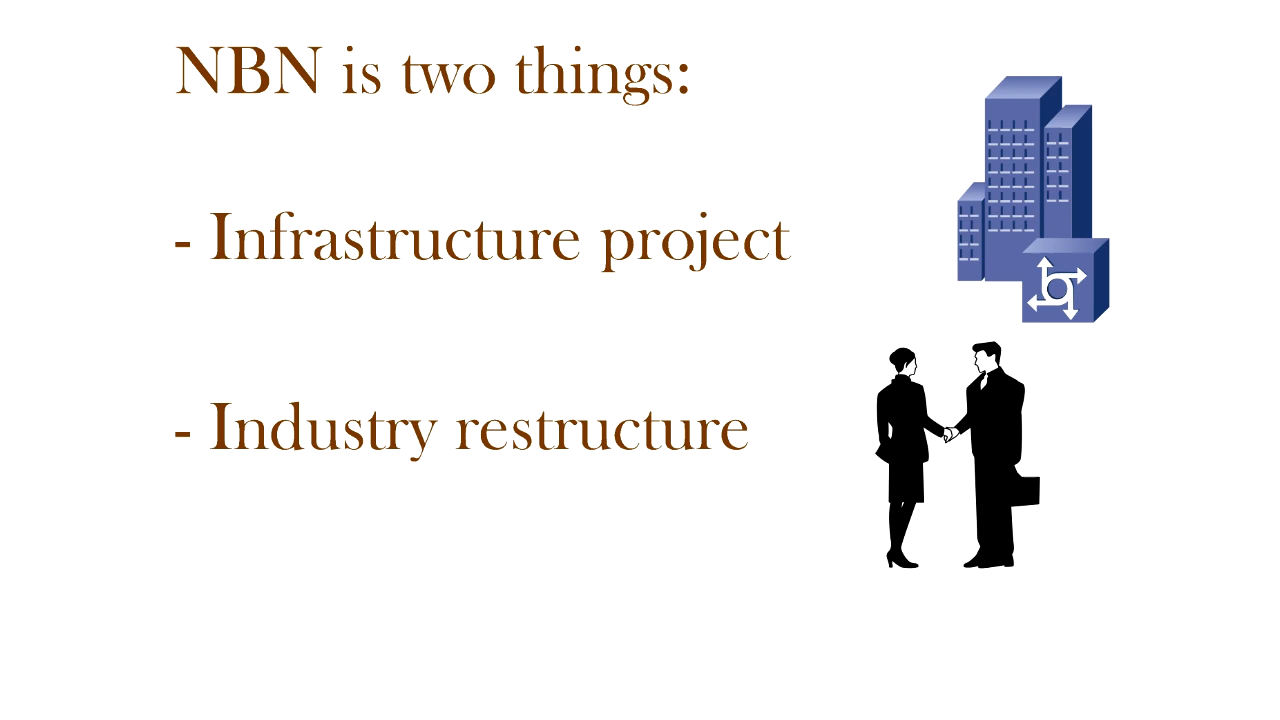 NBN is two things:
- Infrastructure project
- Industry restructure